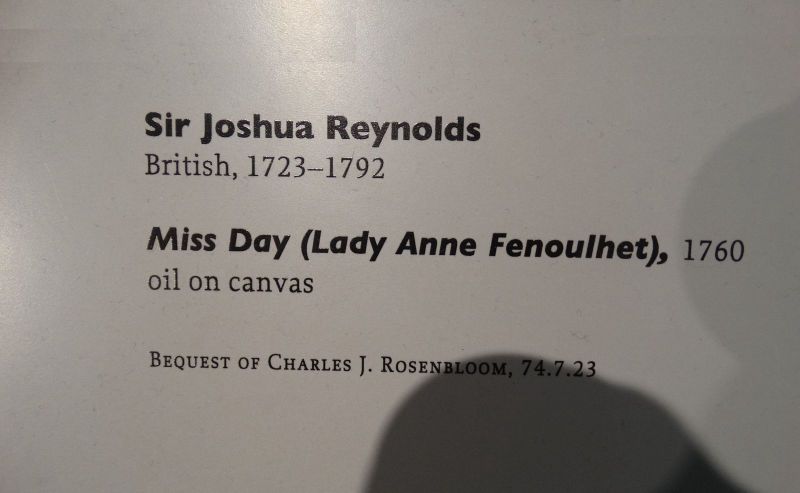 Sir Joshua Reynolds
British, 1723–1792
Miss Day (Lady Anne Fenoulhet), 1760
oil on canvas
Bequest of Charles J. Rosenbloom, 74.7.23